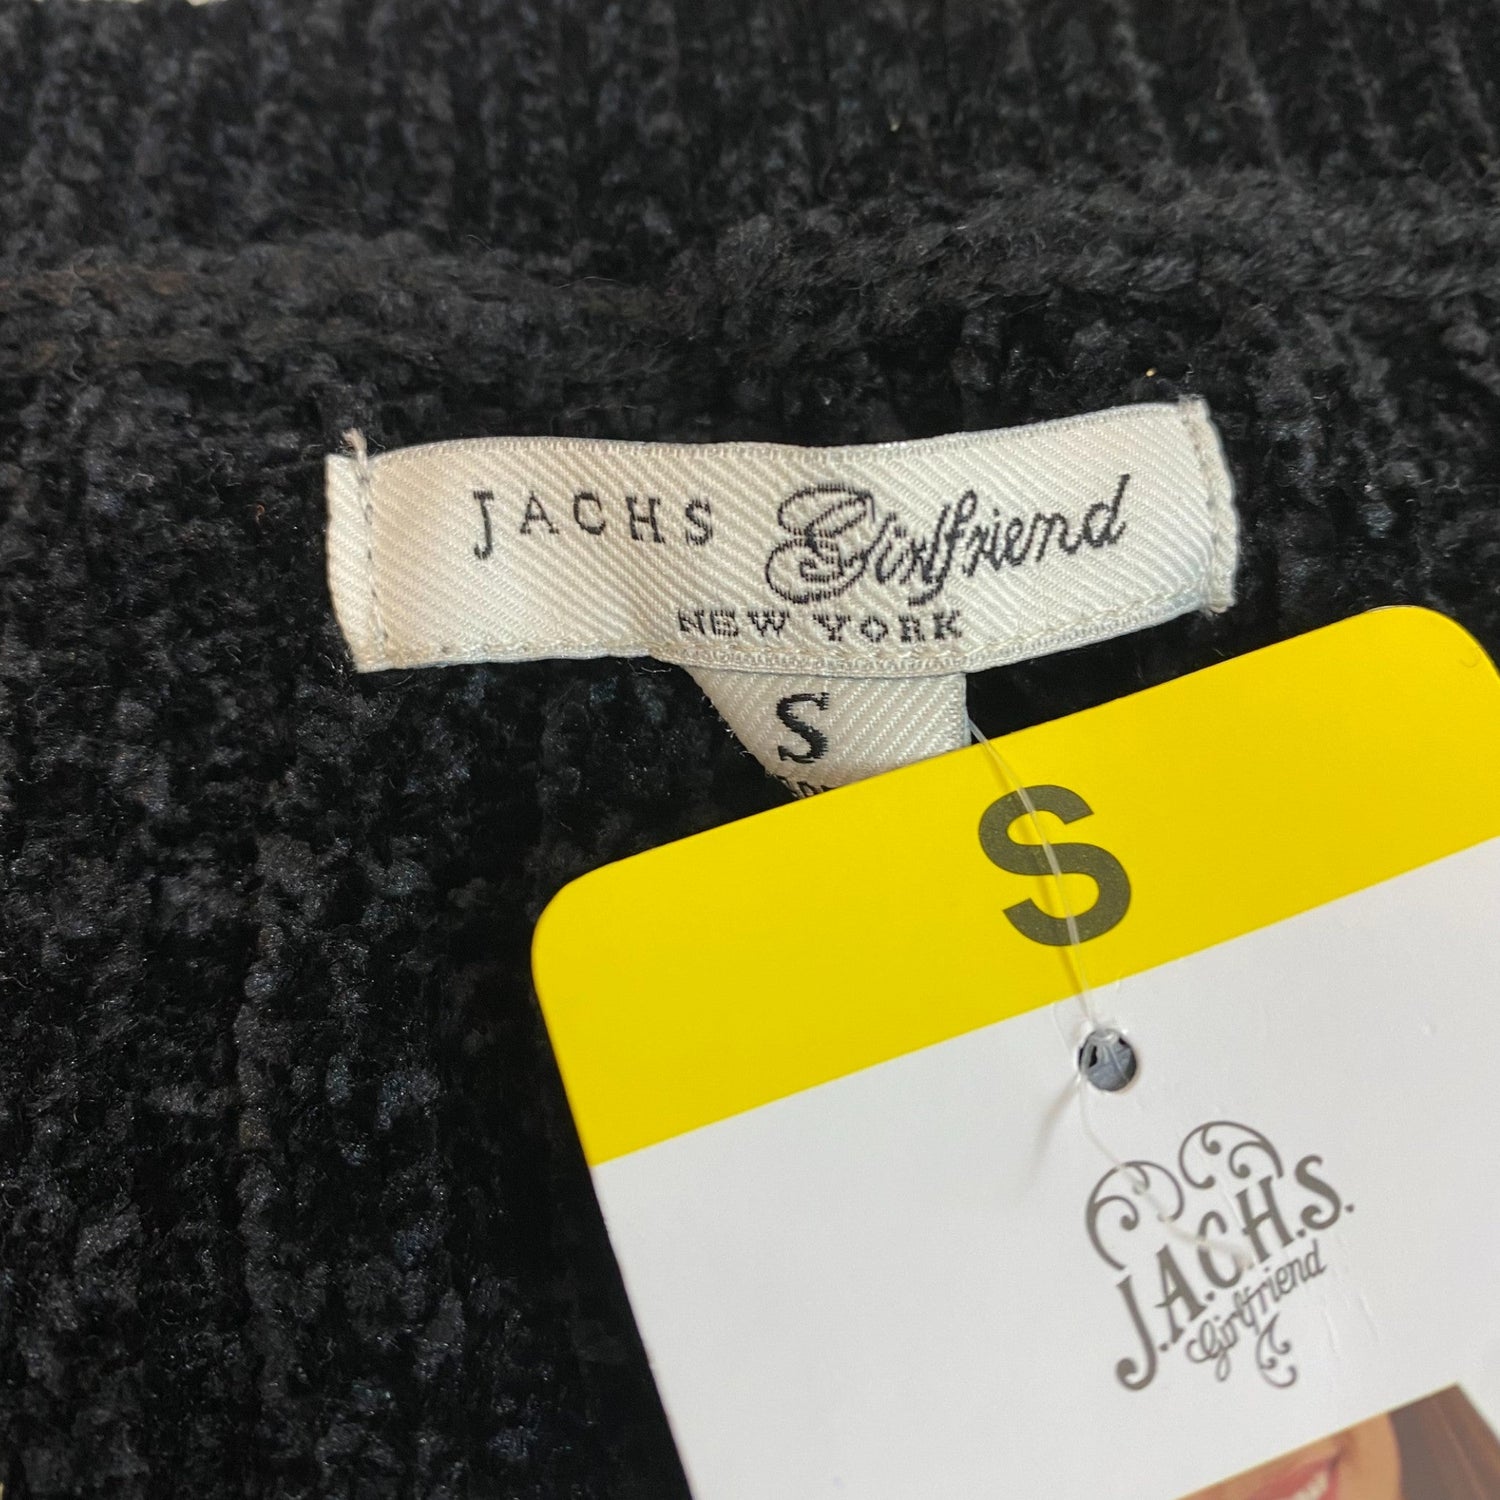 JACHS Girlfriend
NEW YORK
S
S
J.A.C.H.S.
Girlfriend